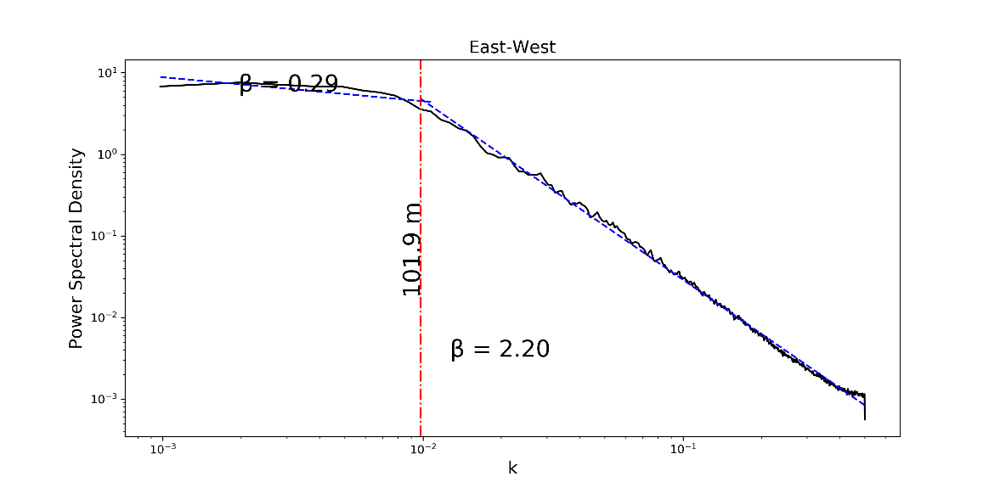 East-West
Power Spectral Density
10¹
10⁰
10⁻¹
10⁻²
10⁻³
β = 0.29
101.9 m
β = 2.20
10⁻³
10⁻²
10⁻¹
k